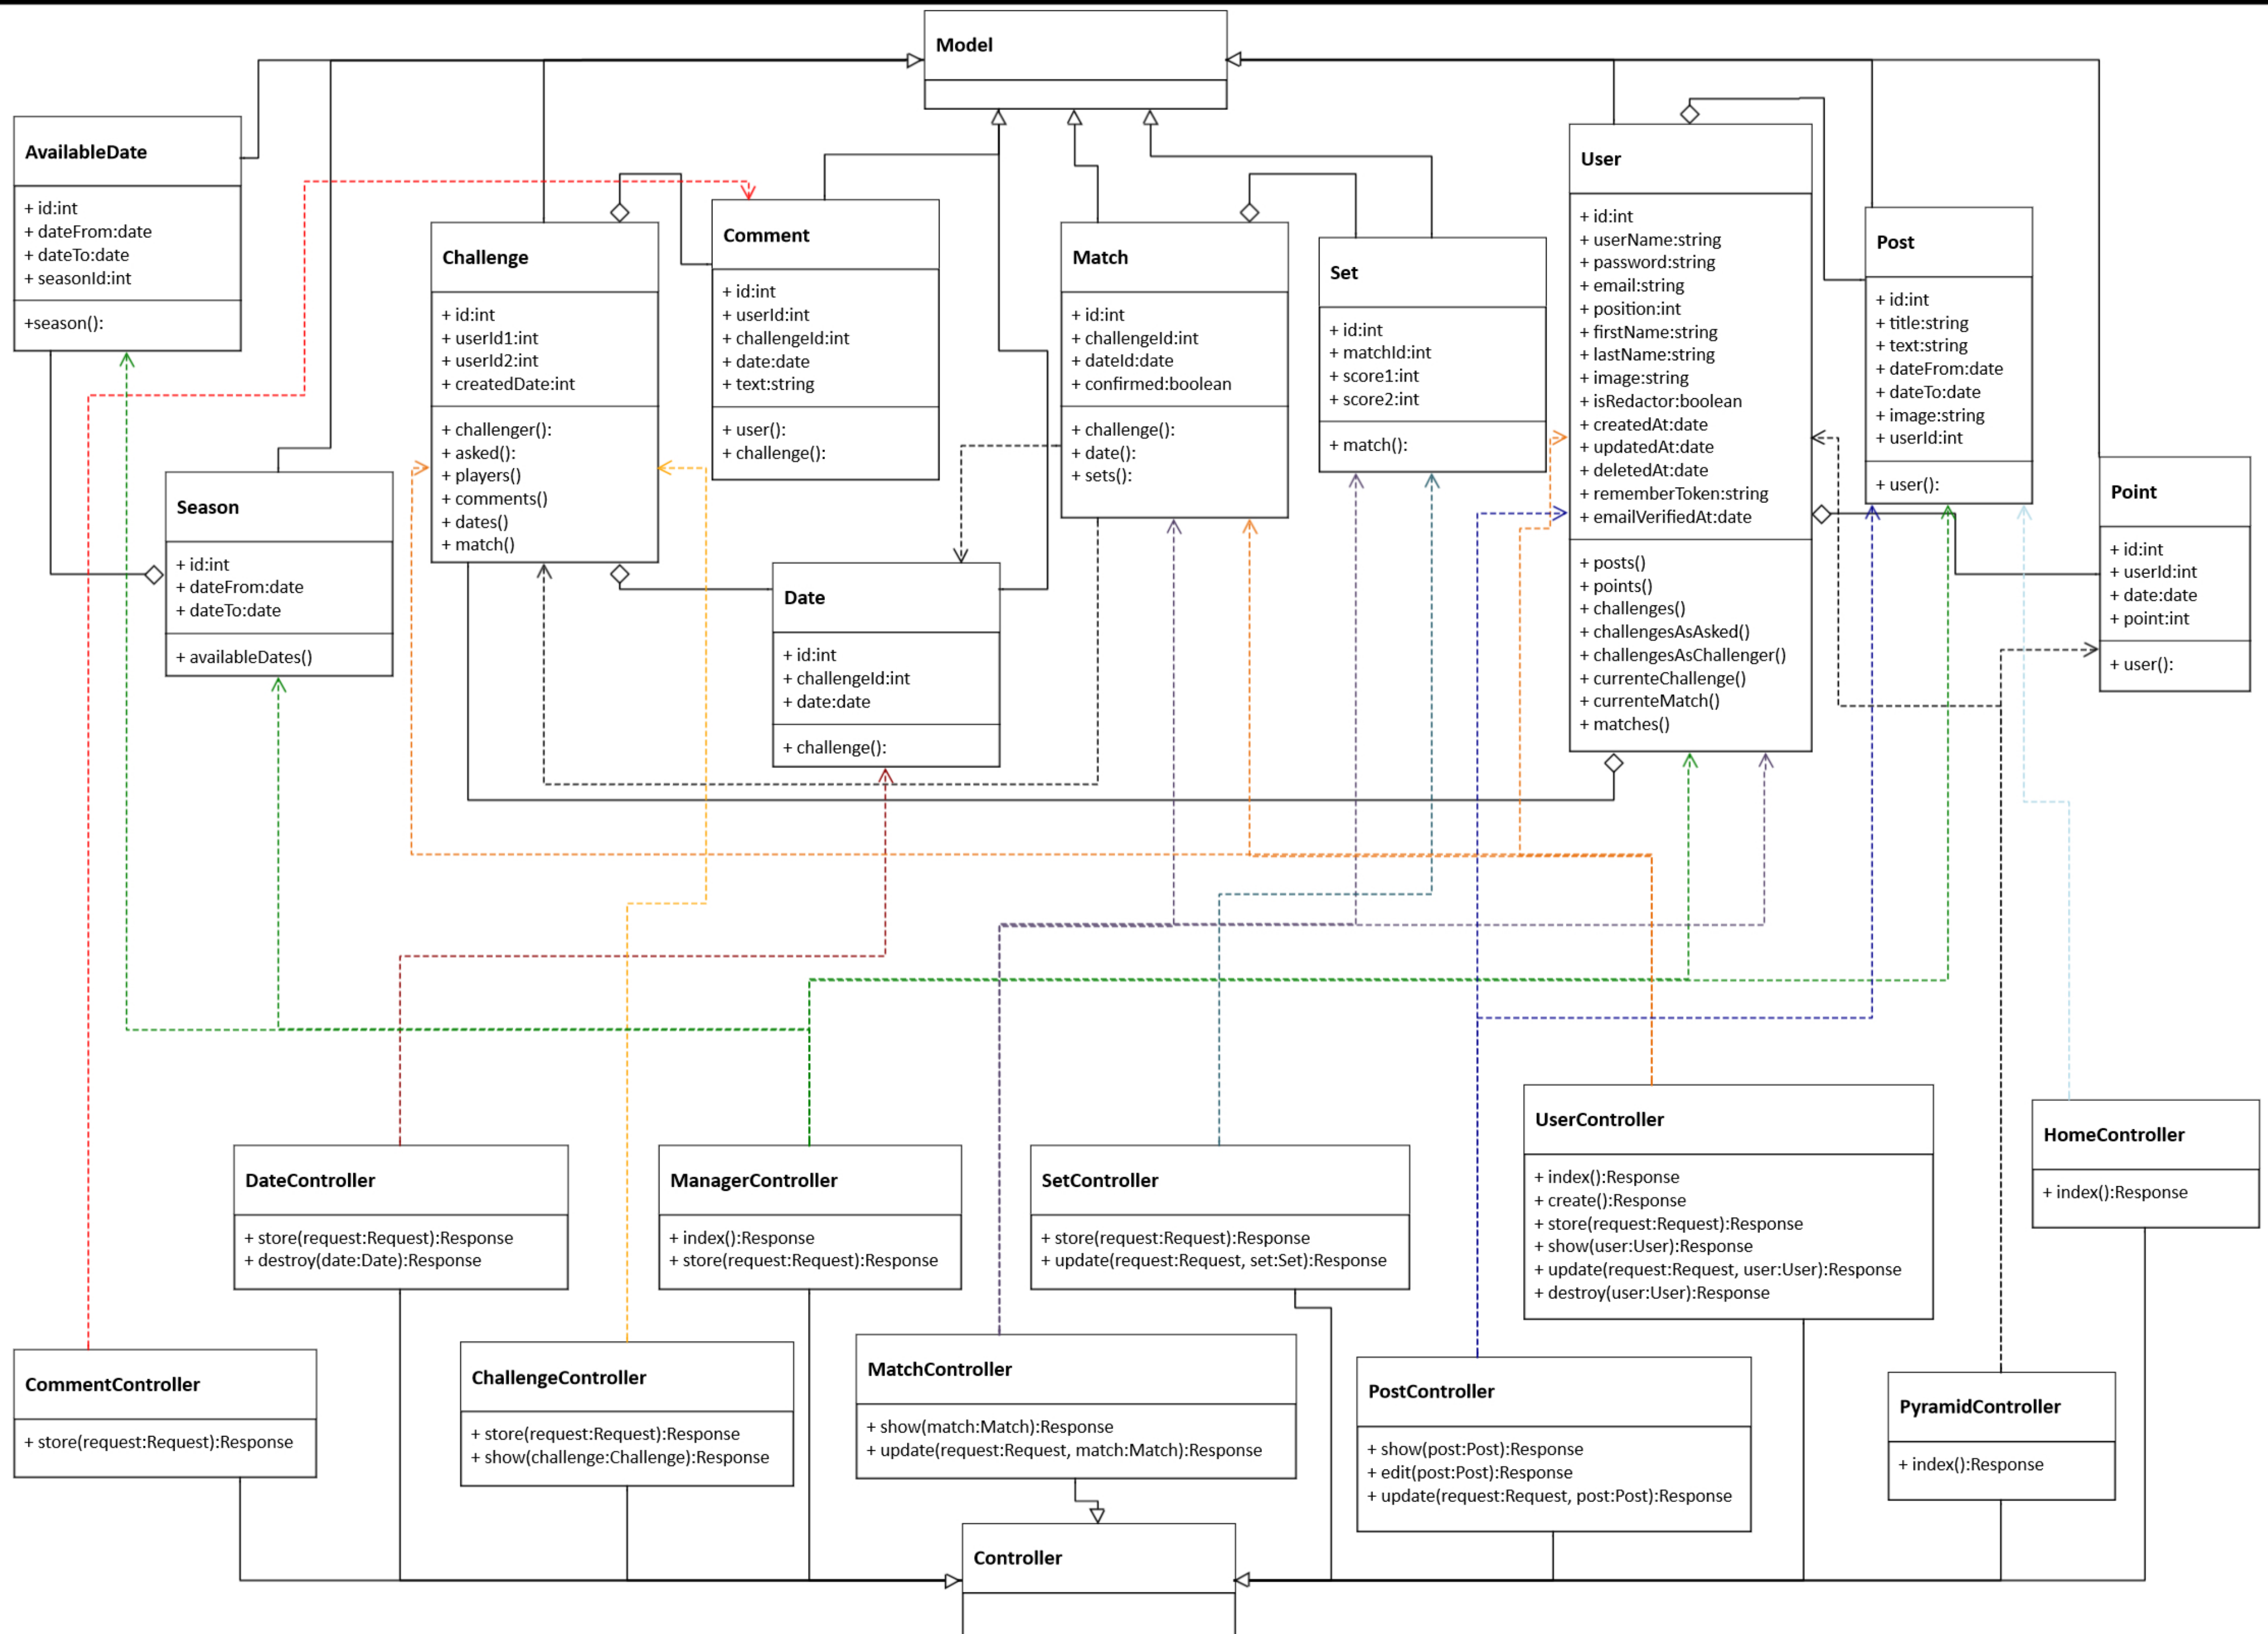 Model
AvailableDate
+ id:int
+ dateFrom:date
+ dateTo:date
+ seasonId:int
+season():
Season
+ id:int
+ dateFrom:date
+ dateTo:date
+ availableDates()
Challenge
+ id:int
+ userId1:int
+ userId2:int
+ createdDate:int
+ challenger():
+ asked():
+ players()
+ comments()
+ dates()
+ match()
Comment
+ id:int
+ userId:int
+ challengeId:int
+ date:date
+ text:string
+ user():
+ challenge():
Date
+ id:int
+ challengeId:int
+ date:date
+ challenge():
Match
+ id:int
+ challengeId:int
+ dateId:date
+ confirmed:boolean
+ challenge():
+ date():
+ sets():
Set
+ id:int
+ matchId:int
+ score1:int
+ score2:int
+ match():
User
+ id:int
+ userName:string
+ password:string
+ email:string
+ position:int
+ firstName:string
+ lastName:string
+ image:string
+ isRedactor:boolean
+ createdAt:date
+ updatedAt:date
+ deletedAt:date
+ rememberToken:string
+ emailVerifiedAt:date
+ posts()
+ points()
+ challenges()
+ challengesAsAsked()
+ challengesAsChallenger()
+ currenteChallenge()
+ currenteMatch()
+ matches()
Post
+ id:int
+ title:string
+ text:string
+ dateFrom:date
+ dateTo:date
+ image:string
+ userId:int
+ user():
Point
+ id:int
+ userId:int
+ date:date
+ point:int
+ user():
DateController
+ store(request:Request):Response
+ destroy(date:Date):Response
ManagerController
+ index():Response
+ store(request:Request):Response
SetController
+ store(request:Request):Response
+ update(request:Request, set:Set):Response
UserController
+ index():Response
+ create():Response
+ store(request:Request):Response
+ show(user:User):Response
+ update(request:Request, user:User):Response
+ destroy(user:User):Response
HomeController
+ index():Response
CommentController
+ store(request:Request):Response
ChallengeController
+ store(request:Request):Response
+ show(challenge:Challenge):Response
MatchController
+ show(match:Match):Response
+ update(request:Request, match:Match):Response
PostController
+ show(post:Post):Response
+ edit(post:Post):Response
+ update(request:Request, post:Post):Response
PyramidController
+ index():Response
Controller